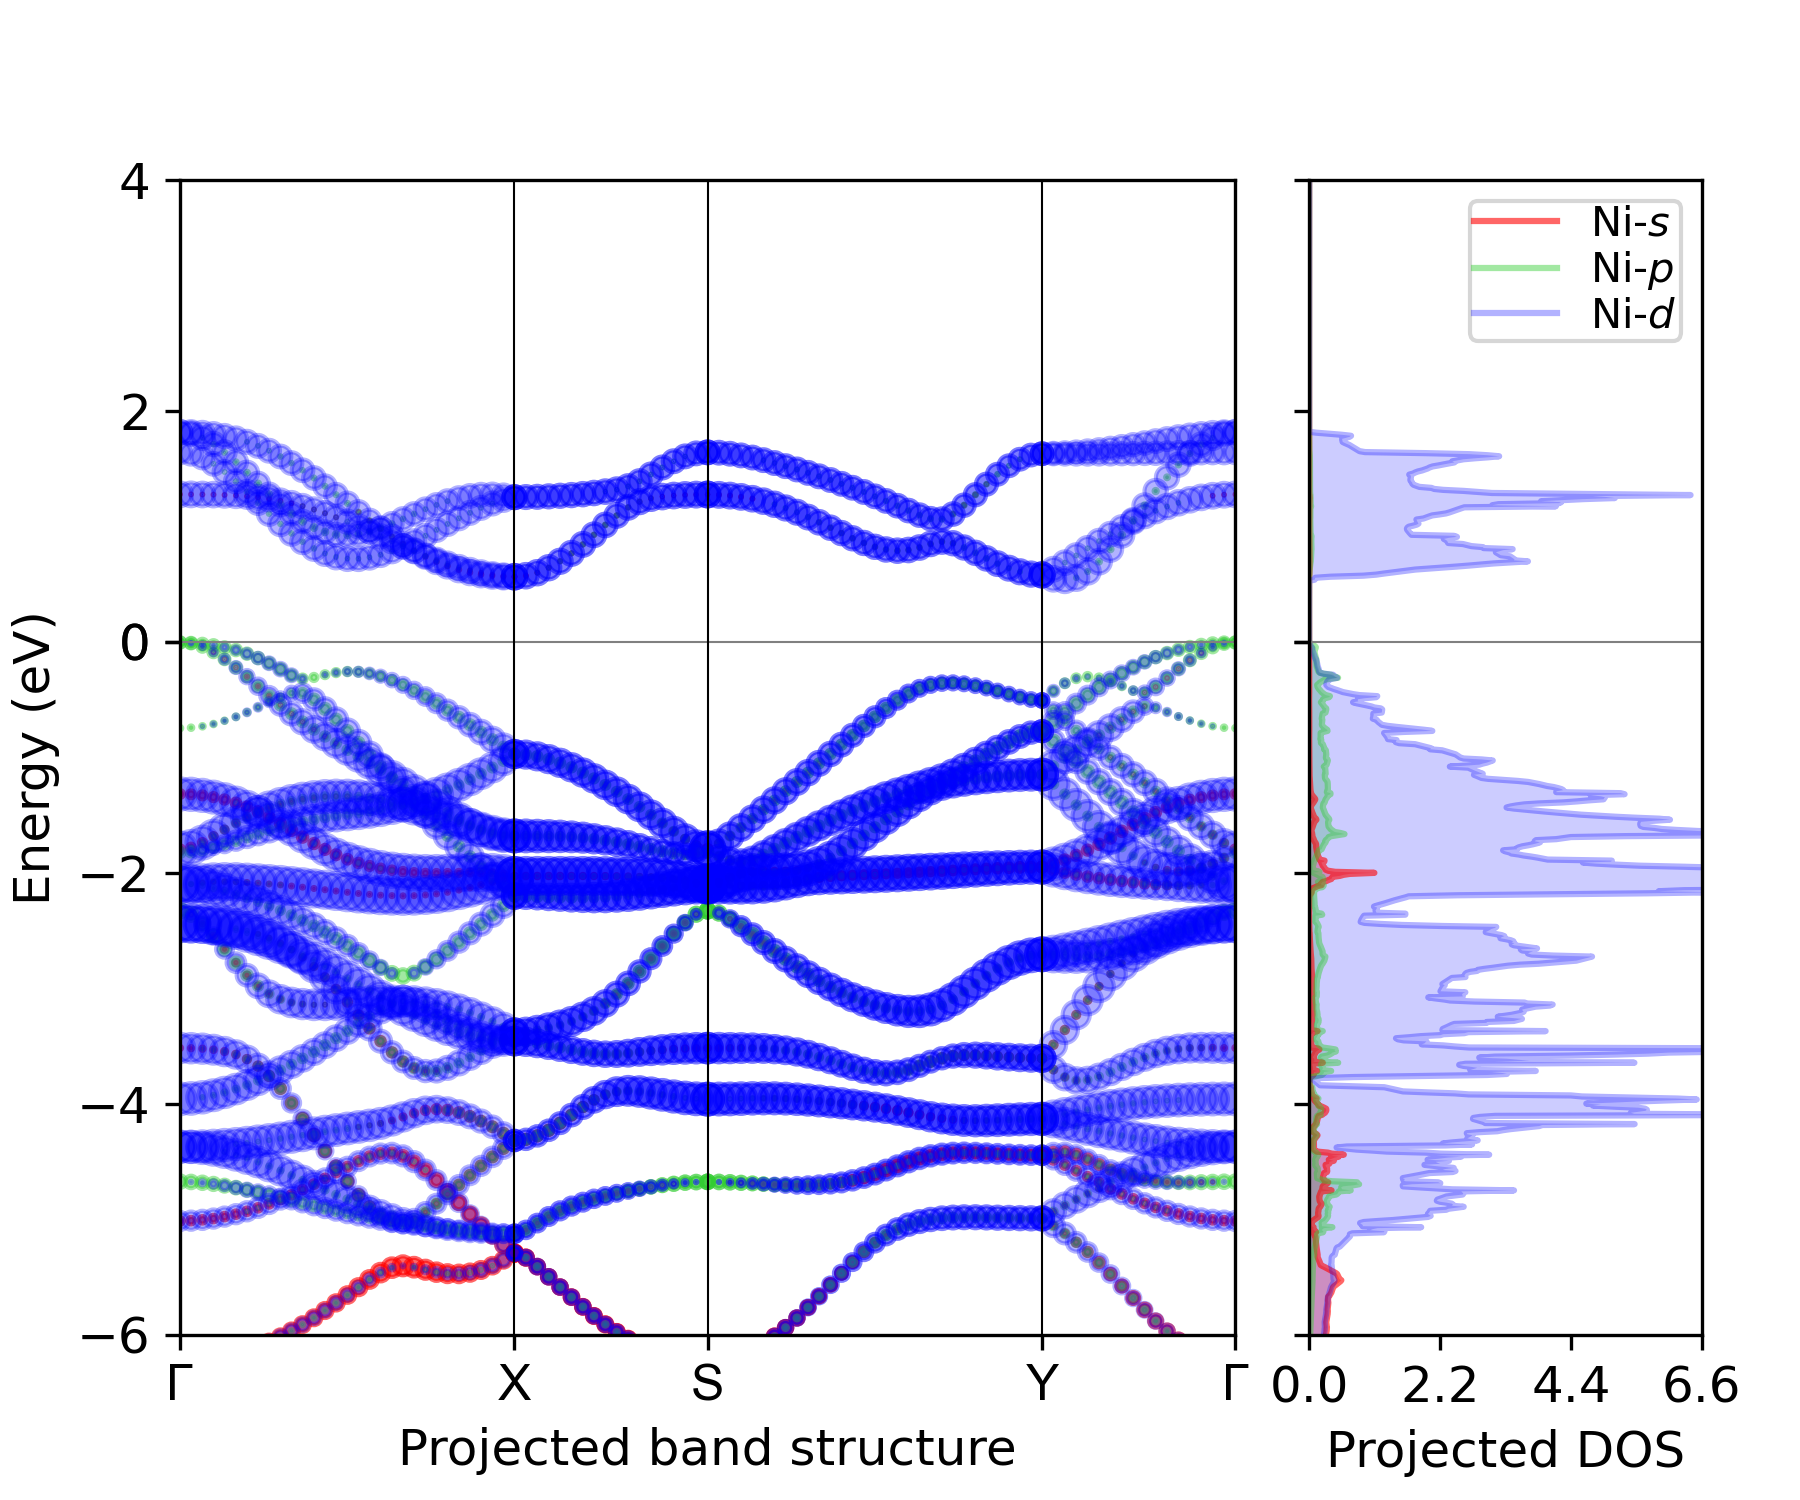 4
2
0
−2
−4
−6
Energy (eV)
Γ X S Y Γ
Projected band structure
Ni-s
Ni-p
Ni-d
0.0 2.2 4.4 6.6
Projected DOS